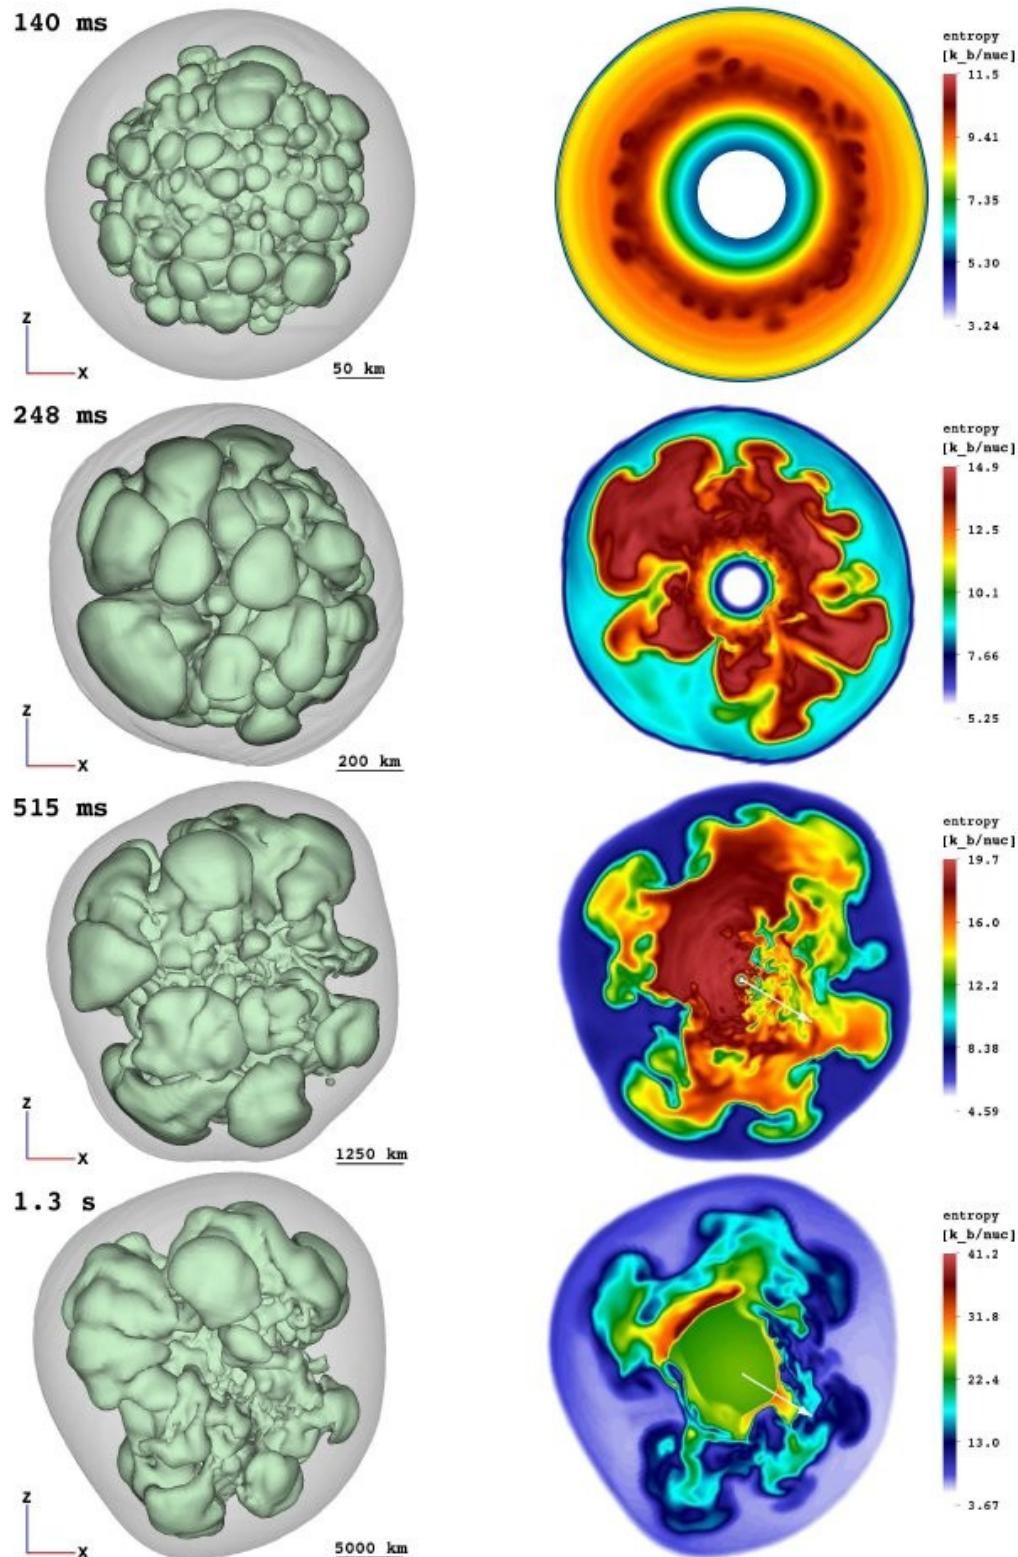 140 ms
z
x
50 km
entropy
[k_b/nuc]
11.5
9.41
7.35
5.30
3.24
248 ms
z
x
200 km
entropy
[k_b/nuc]
14.9
12.5
10.1
7.66
5.25
515 ms
z
x
1250 km
entropy
[k_b/nuc]
19.7
16.0
12.2
8.38
4.59
1.3 s
z
x
5000 km
entropy
[k_b/nuc]
41.2
31.8
22.4
13.0
3.67